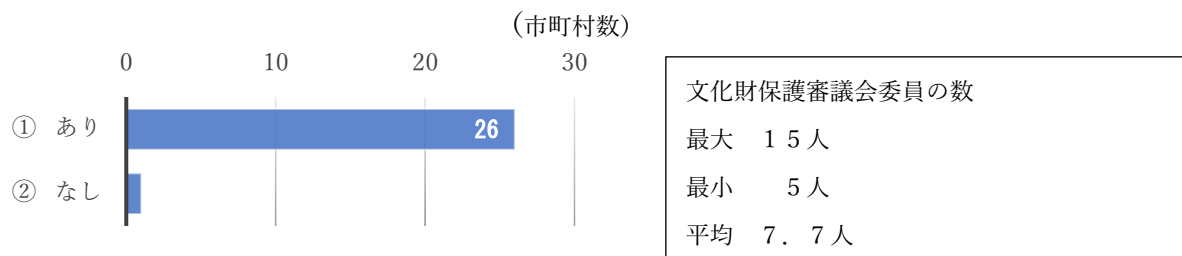 （市町村数）
0 10 20 30
① あり 26
② なし
文化財保護審議会委員の数
最大　１５人
最小　　５人
平均　７．７人